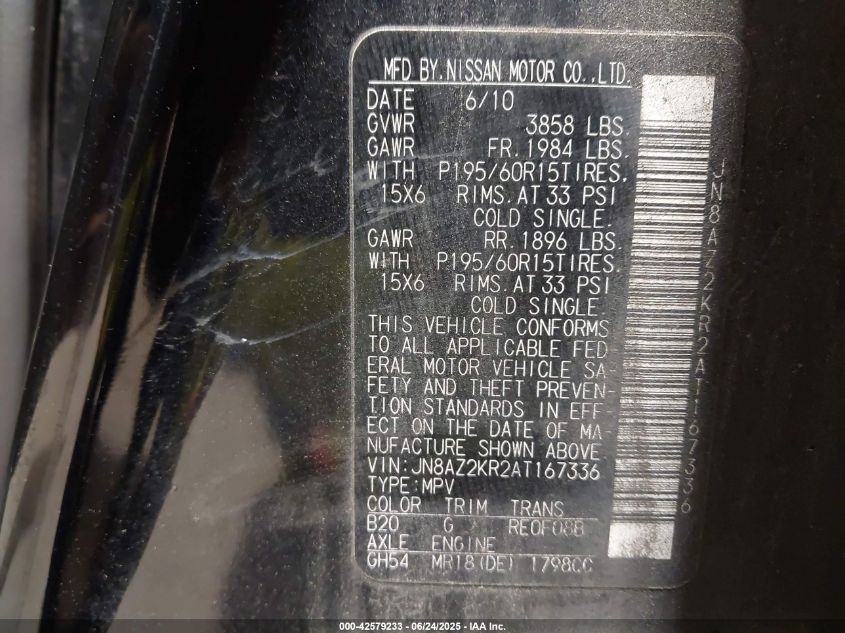 MFD BY.NISSAN MOTOR CO.,LTD.
DATE 6/10
GVWR 3858 LBS.
GAWR FR.1984 LBS.
WITH P195/60R15TIRES.
15X6 RIMS.AT 33 PSI
COLD SINGLE.
GAWR RR.1896 LBS.
WITH P195/60R15TIRES.
15X6 RIMS.AT 33 PSI
COLD SINGLE
THIS VEHICLE CONFORMS
TO ALL APPLICABLE FED
ERAL MOTOR VEHICLE SA-
FETY AND THEFT PREVEN-
TION STANDARDS IN EFF-
ECT ON THE DATE OF MA-
NUFACTURE SHOWN ABOVE
VIN:JN8AZ2KR2AT167336
TYPE:MPV
COLOR TRIM TRANS
B20 G RE0F08B
AXLE ENGINE
GH54 MR18(DE) 1798CC
JN8AZ2KR2AT167336
000-42579233 - 06/24/2025 - IAA Inc.